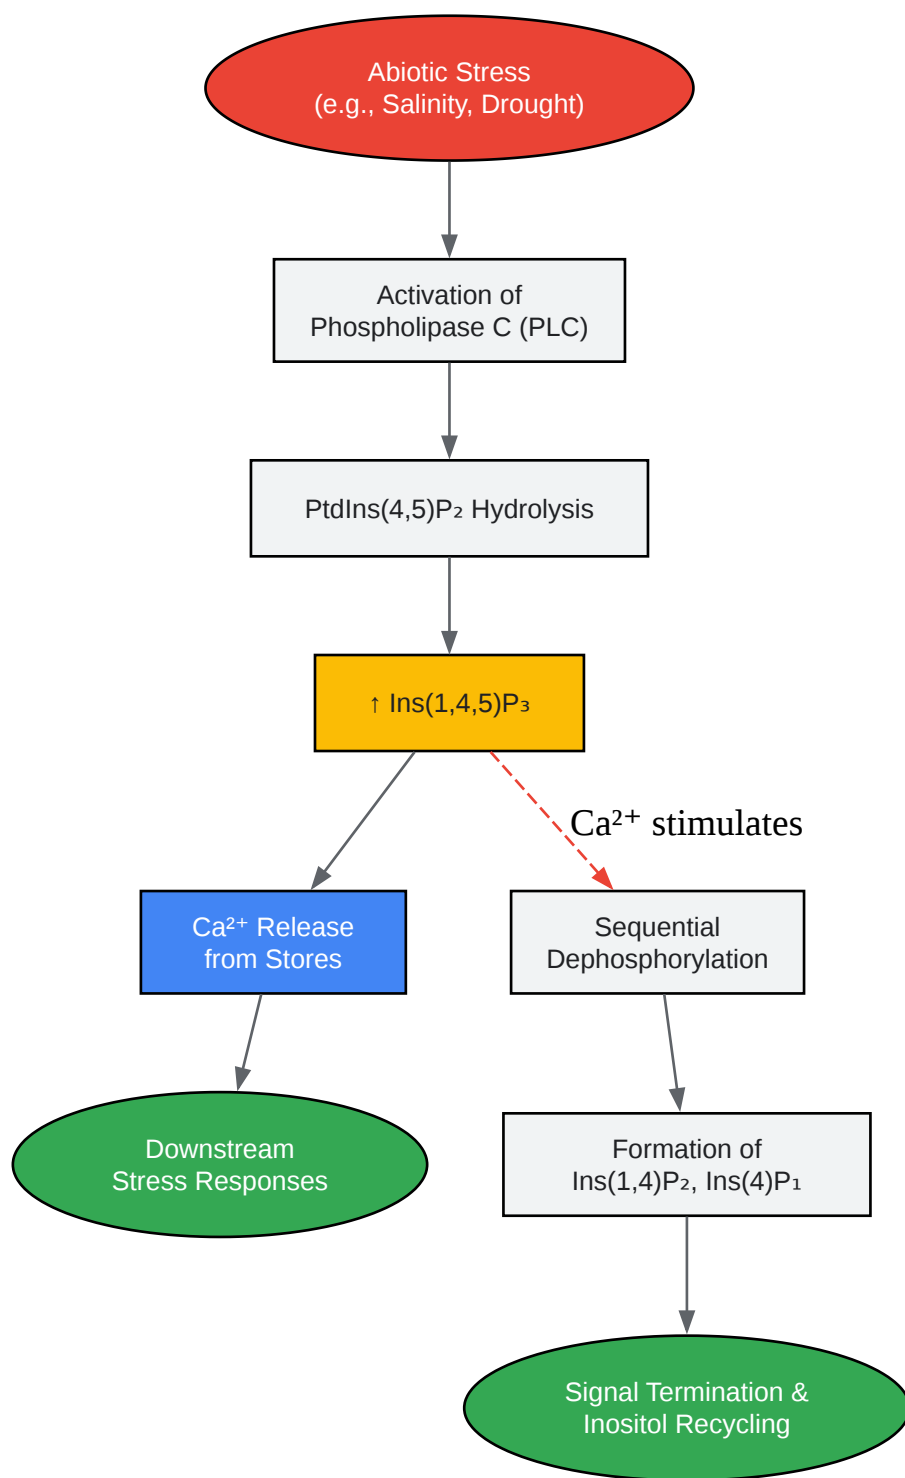 Abiotic Stress
(e.g., Salinity, Drought)
Activation of
Phospholipase C (PLC)
PtdIns(4,5)P₂ Hydrolysis
↑ Ins(1,4,5)P₃
Ca²⁺ stimulates
Ca²⁺ Release
from Stores
Sequential
Dephosphorylation
Downstream
Stress Responses
Formation of
Ins(1,4)P₂, Ins(4)P₁
Signal Termination &
Inositol Recycling